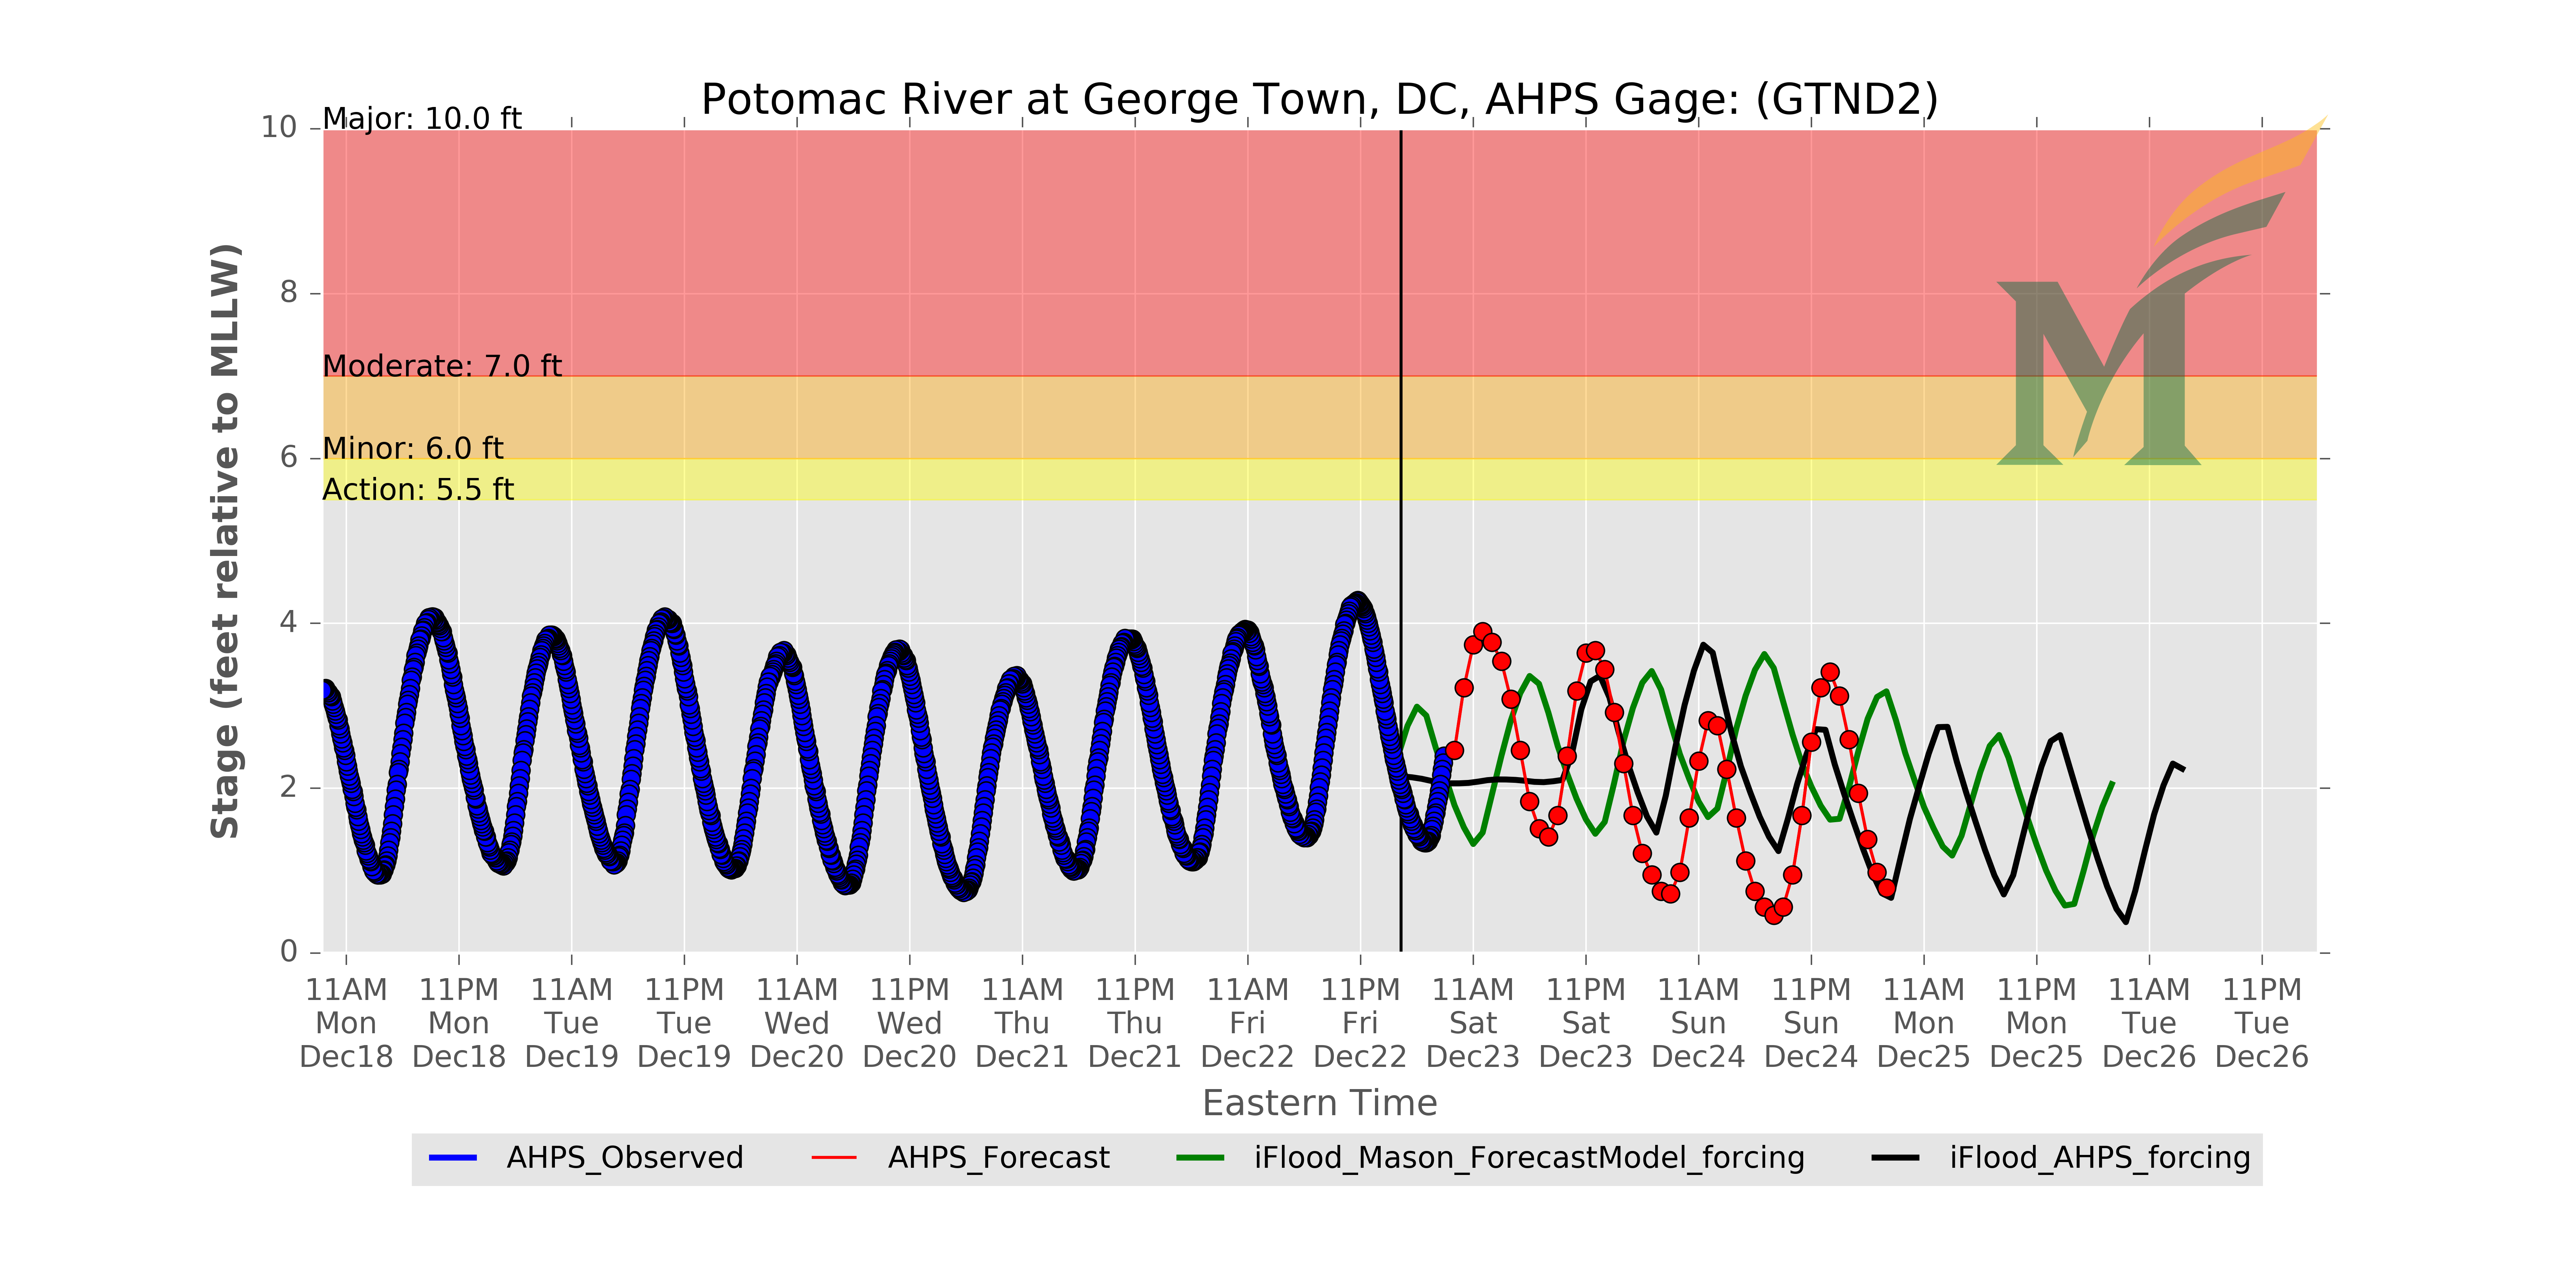 Potomac River at George Town, DC, AHPS Gage: (GTND2)
Major: 10.0 ft
Moderate: 7.0 ft
Minor: 6.0 ft
Action: 5.5 ft
Stage (feet relative to MLLW)
10
8
6
4
2
0
11AM 11PM 11AM 11PM 11AM 11PM 11AM 11PM 11AM 11PM 11AM 11PM 11AM 11PM 11AM 11PM 11AM 11PM
Mon Mon Tue Tue Wed Wed Thu Thu Fri Fri Sat Sat Sun Sun Mon Mon Tue Tue
Dec18 Dec18 Dec19 Dec19 Dec20 Dec20 Dec21 Dec21 Dec22 Dec22 Dec23 Dec23 Dec24 Dec24 Dec25 Dec25 Dec26 Dec26
Eastern Time
AHPS_Observed AHPS_Forecast iFlood_Mason_ForecastModel_forcing iFlood_AHPS_forcing
M